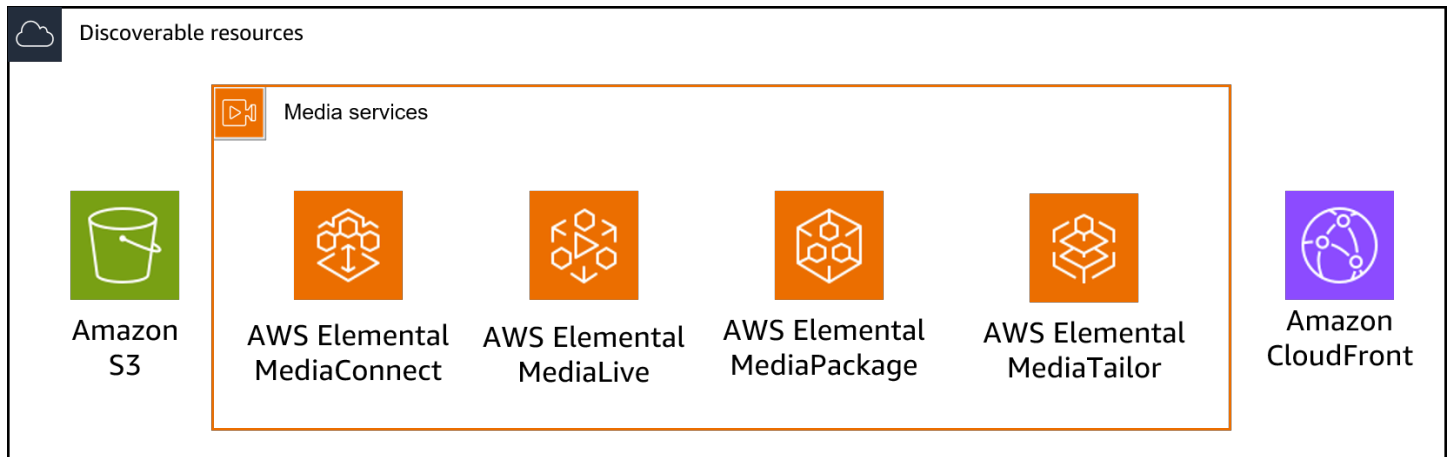 Discoverable resources
Media services
Amazon
S3
AWS Elemental
MediaConnect
AWS Elemental
MediaLive
AWS Elemental
MediaPackage
AWS Elemental
MediaTailor
Amazon
CloudFront